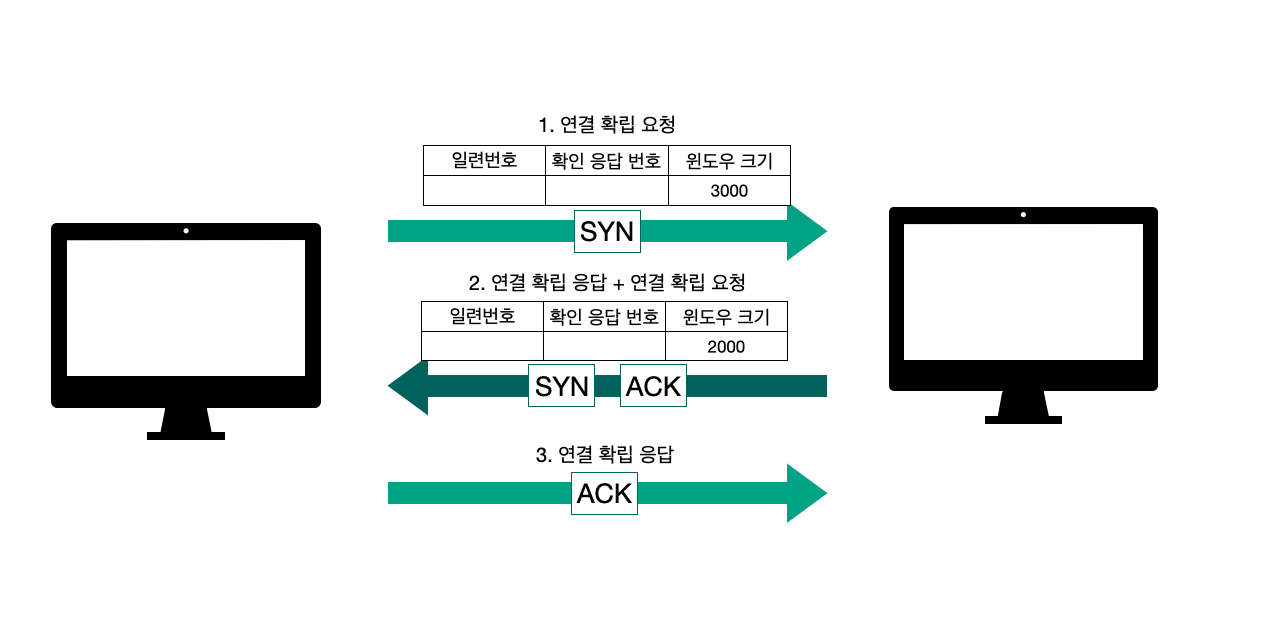 1. 연결 확립 요청
일련번호 확인 응답 번호 윈도우 크기
3000
SYN
2. 연결 확립 응답 + 연결 확립 요청
일련번호 확인 응답 번호 윈도우 크기
2000
SYN ACK
3. 연결 확립 응답
ACK